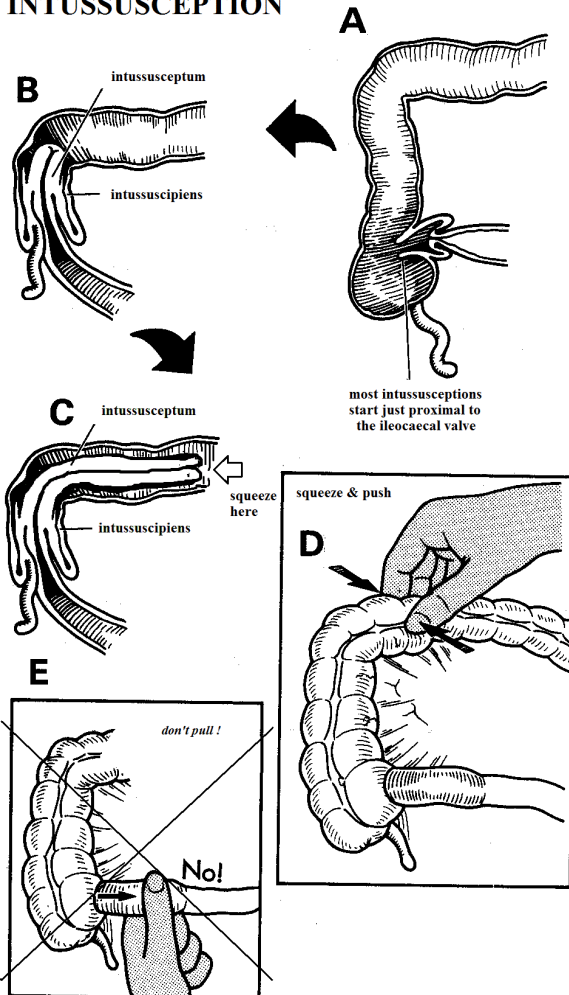 INTUSSUSCEPTION
A
B
intussusceptum
intussuscipiens
most intussusceptions
start just proximal to
the ileocaecal valve
C
intussusceptum
squeeze
here
intussuscipiens
squeeze & push
D
E
don't pull !
No!